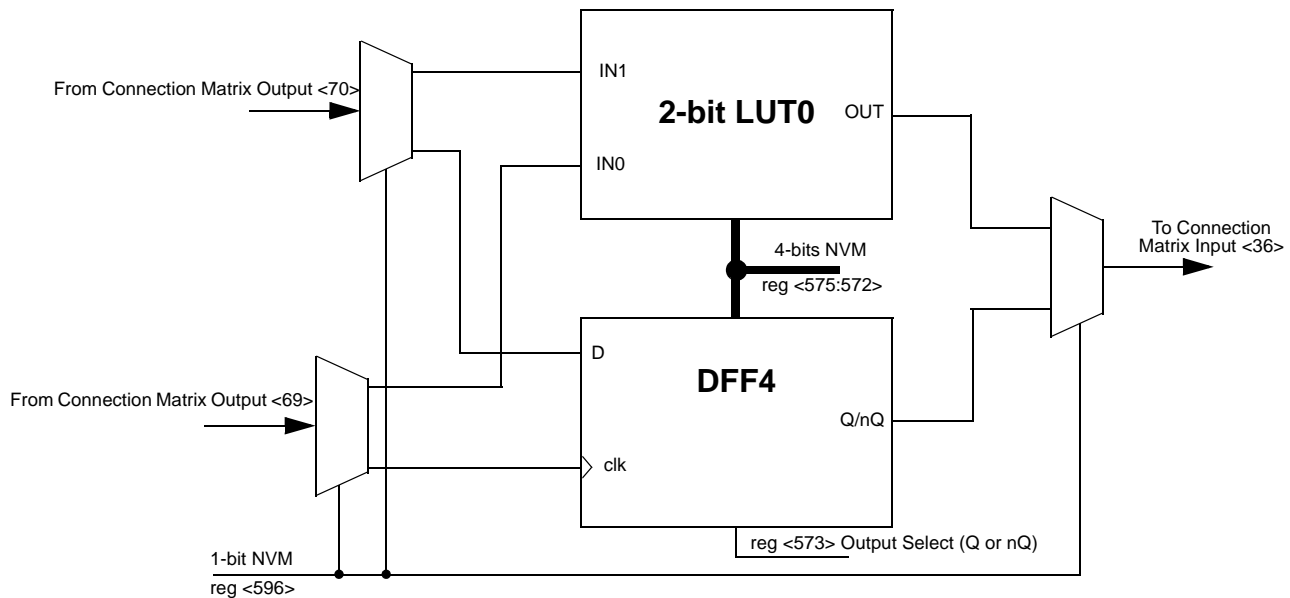 From Connection Matrix Output <70>
IN1
2-bit LUT0
OUT
IN0
To Connection
Matrix Input <36>
4-bits NVM
reg <575:572>
D
DFF4
From Connection Matrix Output <69>
Q/nQ
clk
reg <573> Output Select (Q or nQ)
1-bit NVM
reg <596>